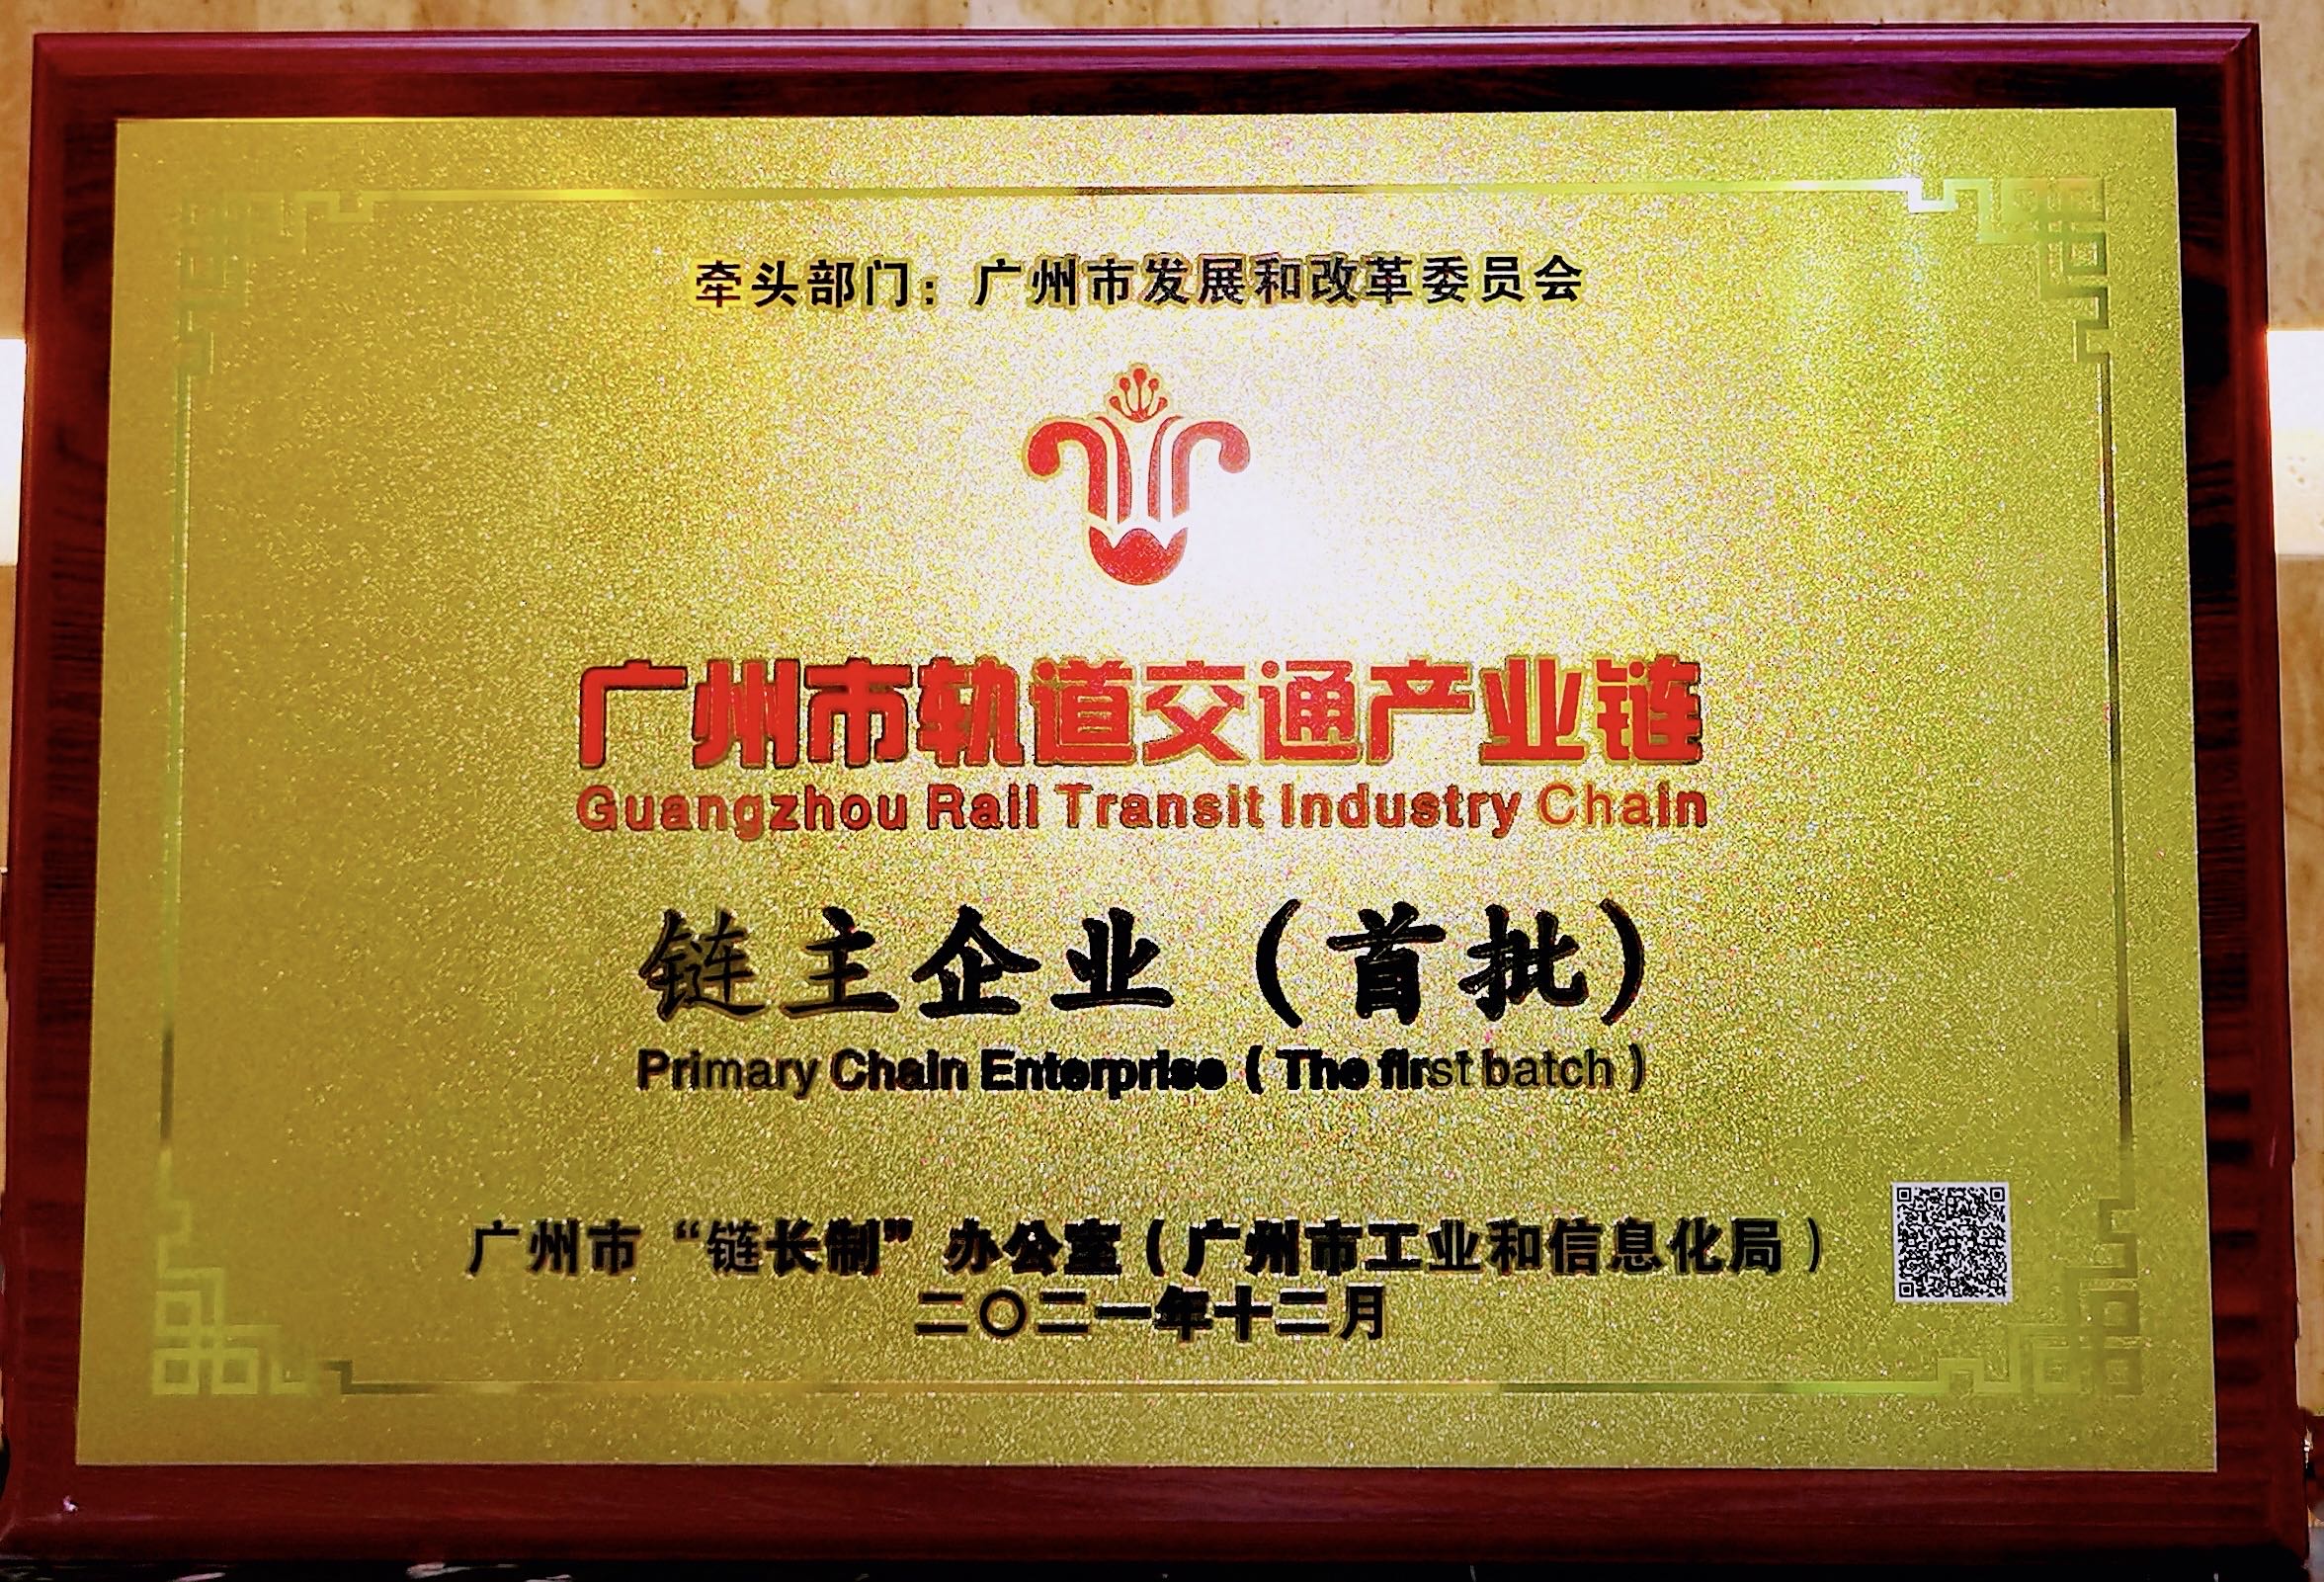 牵头部门：广州市发展和改革委员会
广州市轨道交通产业链
Guangzhou Rail Transit Industry Chain
链主企业（首批）
Primary Chain Enterprise（The first batch）
广州市“链长制”办公室（广州市工业和信息化局）
二〇二一年十二月